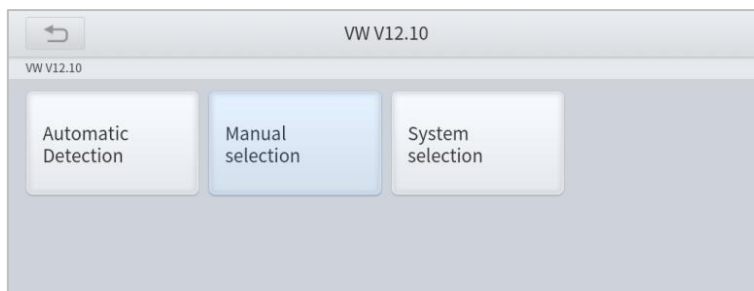 VW V12.10
VW V12.10
Automatic
Detection
Manual
selection
System
selection